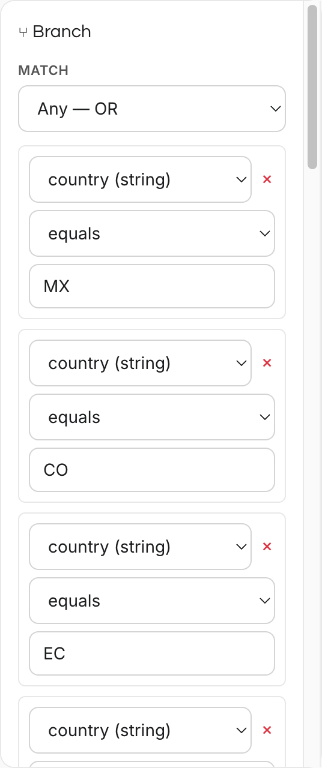 Branch
MATCH
Any — OR
country (string)
equals
MX
country (string)
equals
CO
country (string)
equals
EC
country (string)